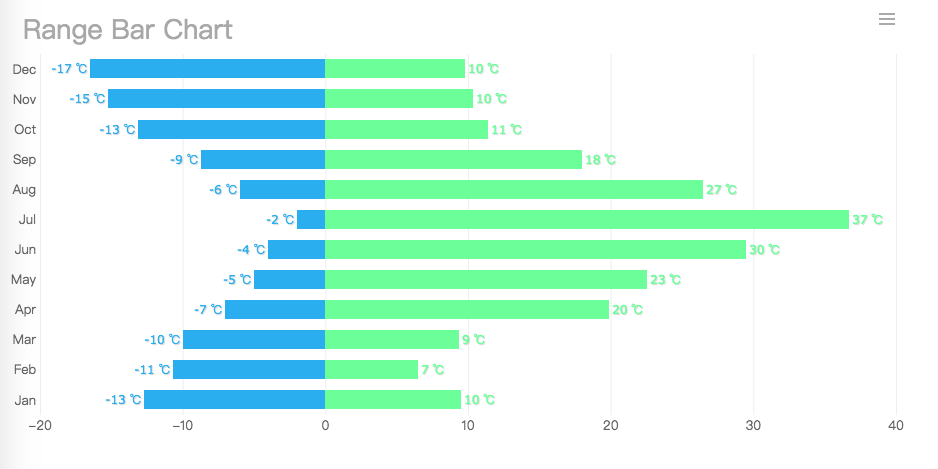 Range Bar Chart
Dec -17 ℃ 10 ℃
Nov -15 ℃ 10 ℃
Oct -13 ℃ 11 ℃
Sep -9 ℃ 18 ℃
Aug -6 ℃ 27 ℃
Jul -2 ℃ 37 ℃
Jun -4 ℃ 30 ℃
May -5 ℃ 23 ℃
Apr -7 ℃ 20 ℃
Mar -10 ℃ 9 ℃
Feb -11 ℃ 7 ℃
Jan -13 ℃ 10 ℃
−20 −10 0 10 20 30 40